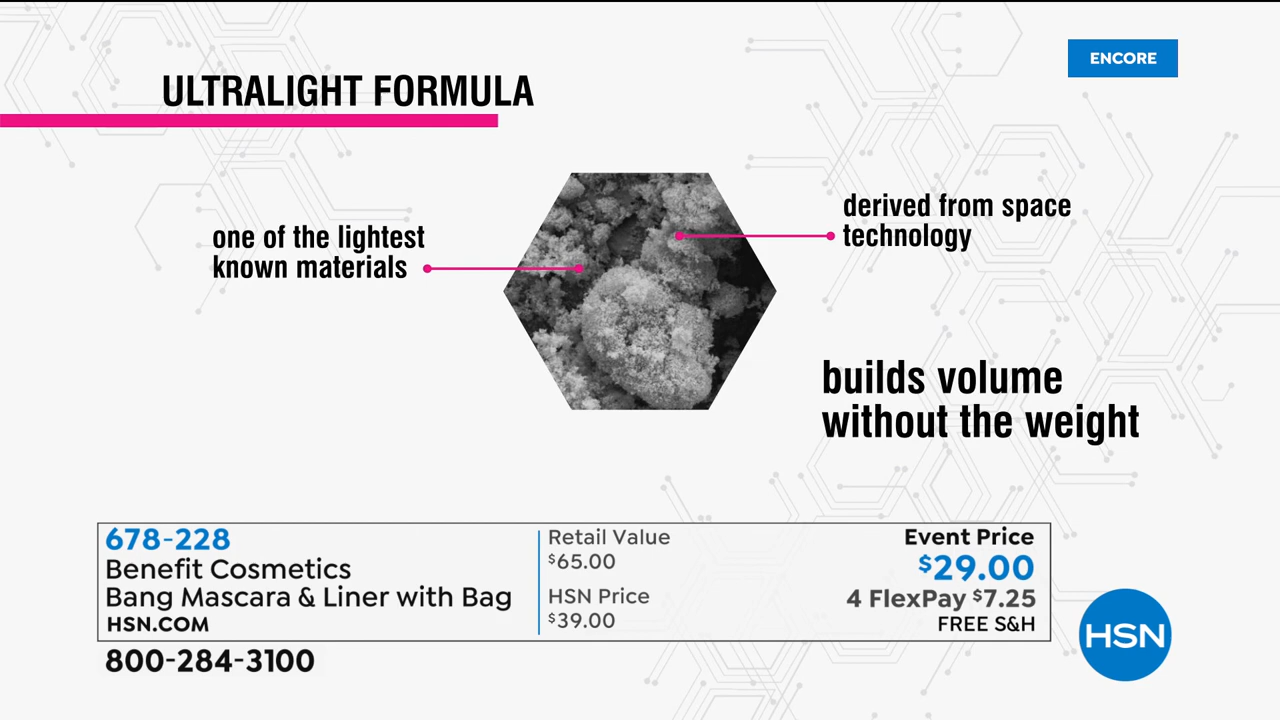 ENCORE
ULTRALIGHT FORMULA
one of the lightest
known materials
derived from space
technology
builds volume
without the weight
678-228
Benefit Cosmetics
Bang Mascara & Liner with Bag
HSN.COM
Retail Value
$65.00
HSN Price
$39.00
Event Price
$29.00
4 FlexPay $7.25
FREE S&H
800-284-3100
HSN